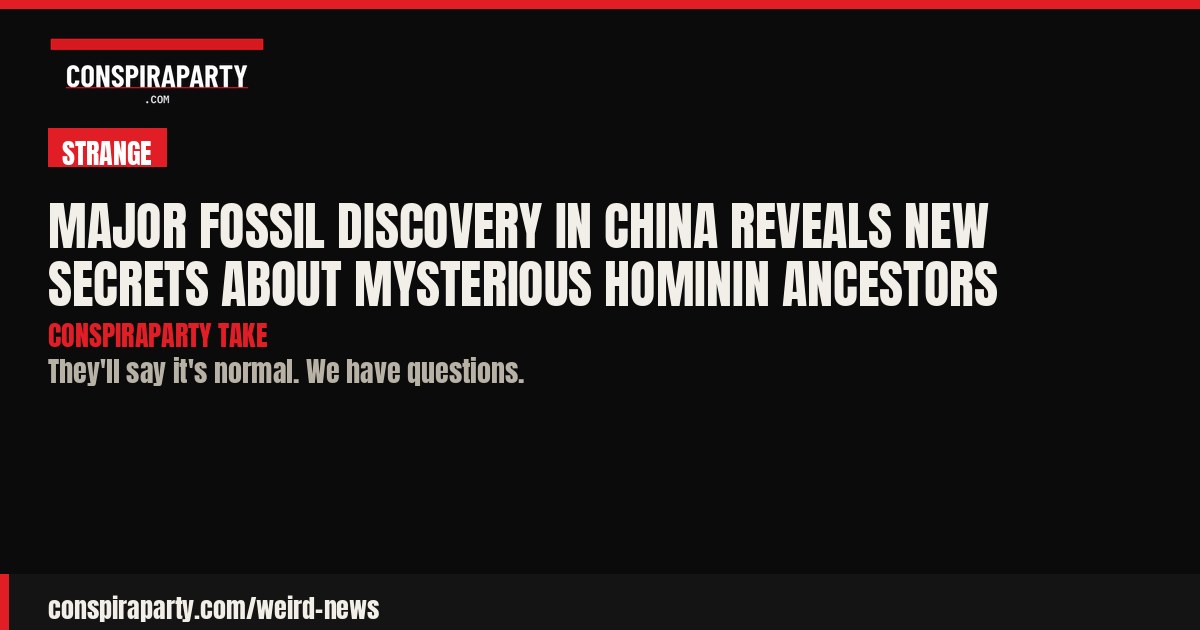 CONSPIRAPARTY
.COM
STRANGE
MAJOR FOSSIL DISCOVERY IN CHINA REVEALS NEW
SECRETS ABOUT MYSTERIOUS HOMININ ANCESTORS
CONSPIRAPARTY TAKE
They'll say it's normal. We have questions.
conspiraparty.com/weird-news